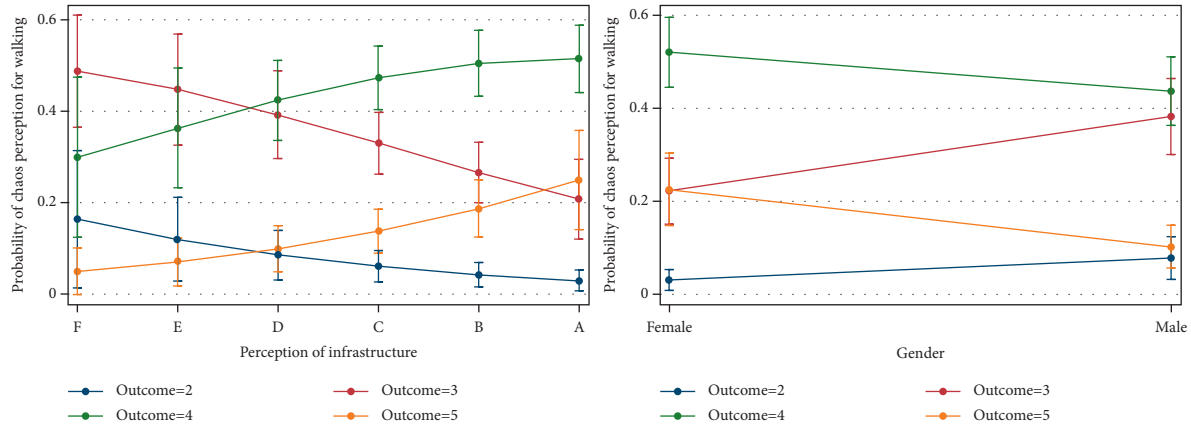 Probability of chaos perception for walking
0.6
0.4
0.2
0
F E D C B A
Perception of infrastructure
Outcome=2 Outcome=3
Outcome=4 Outcome=5
Probability of chaos perception for walking
0.6
0.4
0.2
0
Female Male
Gender
Outcome=2 Outcome=3
Outcome=4 Outcome=5